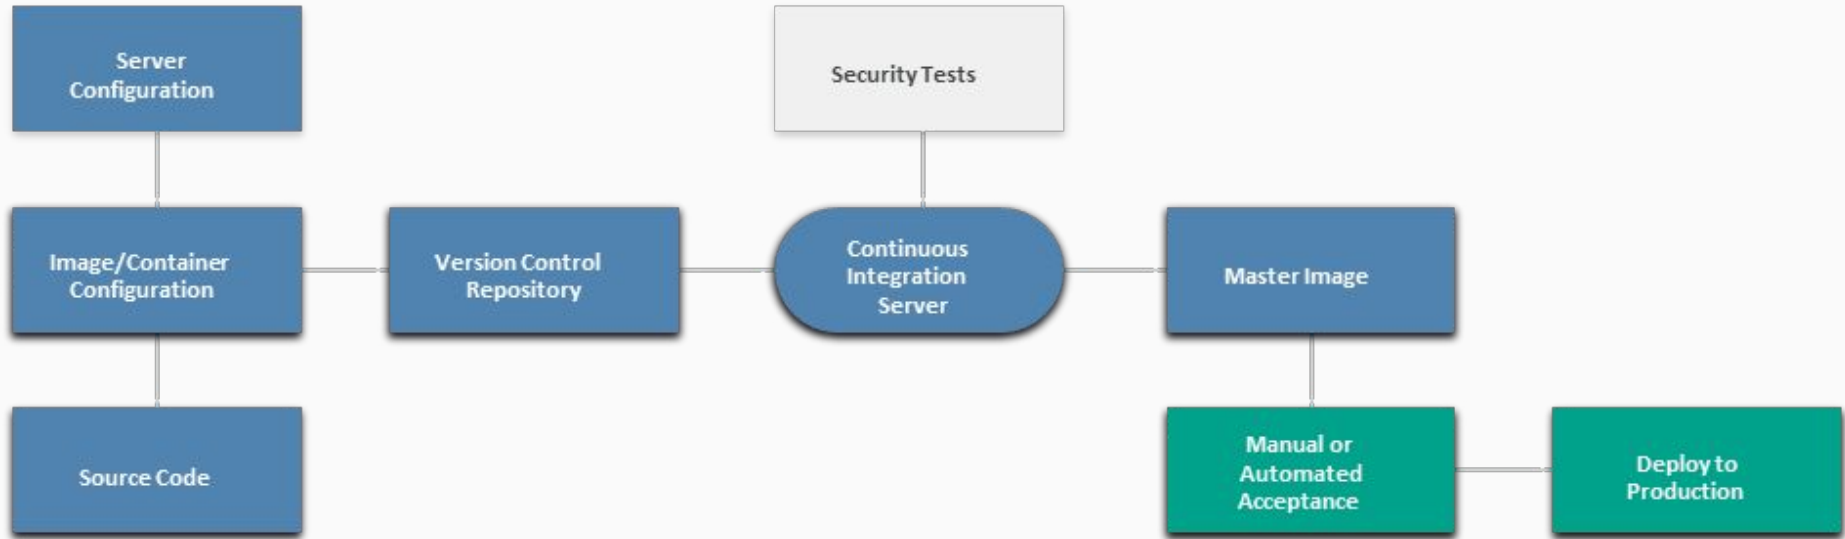 Server
Configuration
Security Tests
Image/Container
Configuration
Version Control
Repository
Continuous
Integration
Server
Master Image
Source Code
Manual or
Automated
Acceptance
Deploy to
Production